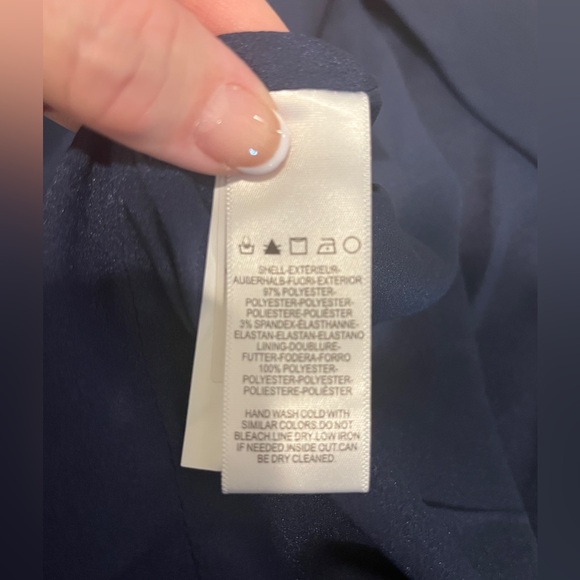 SHELL-EXTÉRIEUR-
AUßERHALB-FUORI-EXTERIOR
97% POLYESTER-
POLYESTER-POLYESTER-
POLIESTERE-POLIÉSTER
3% SPANDEX-ÉLASTHANNE-
ELASTAN-ELASTAN-ELASTANO
LINING-DOUBLURE-
FUTTER-FODERA-FORRO
100% POLYESTER-
POLYESTER-POLYESTER-
POLIESTERE-POLIÉSTER
HAND WASH COLD WITH
SIMILAR COLORS.DO NOT
BLEACH.LINE DRY.LOW IRON
IF NEEDED.INSIDE OUT.CAN
BE DRY CLEANED